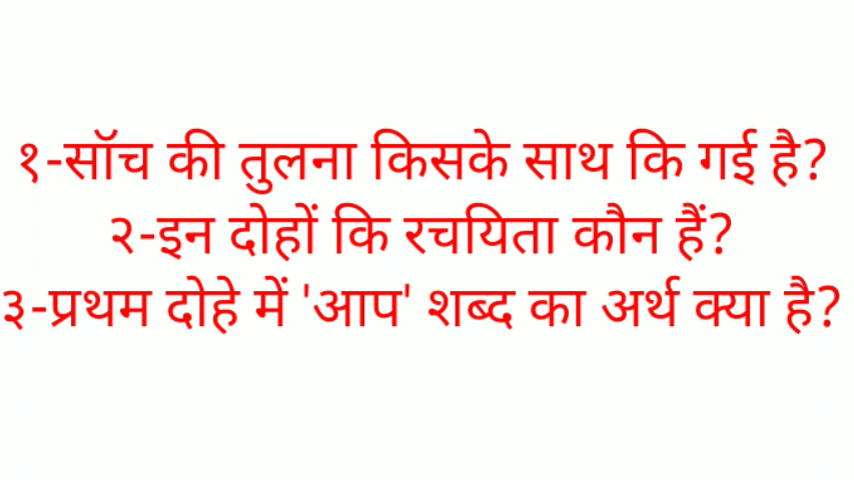 १-सॉच की तुलना किसके साथ कि गई है?
२-इन दोहों कि रचयिता कौन हैं?
३-प्रथम दोहे में 'आप' शब्द का अर्थ क्या है?